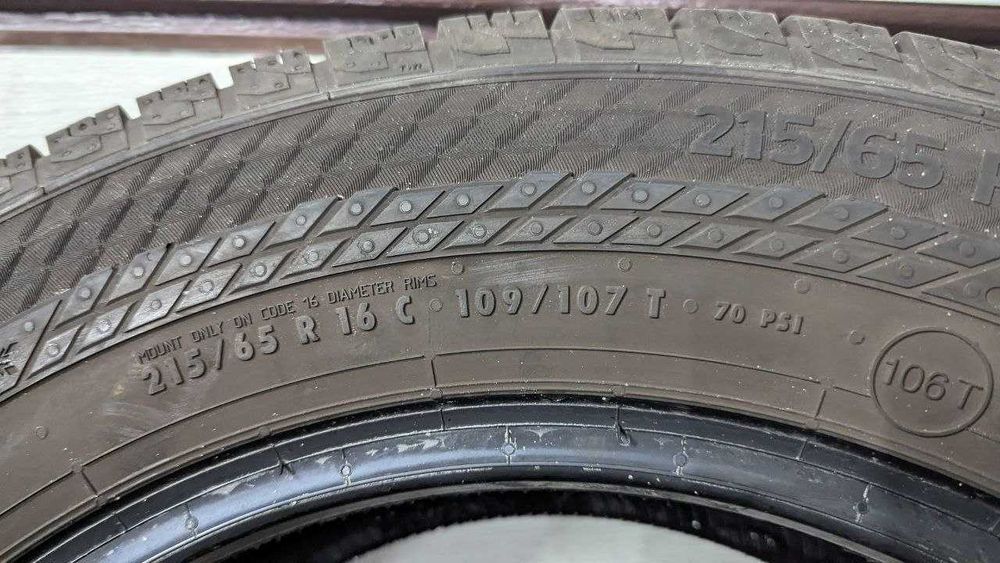 215/65 R
MOUNT ONLY ON CODE 16 DIAMETER RIMS
215/65 R 16 C · 109/107 T · 70 PSI
106 T